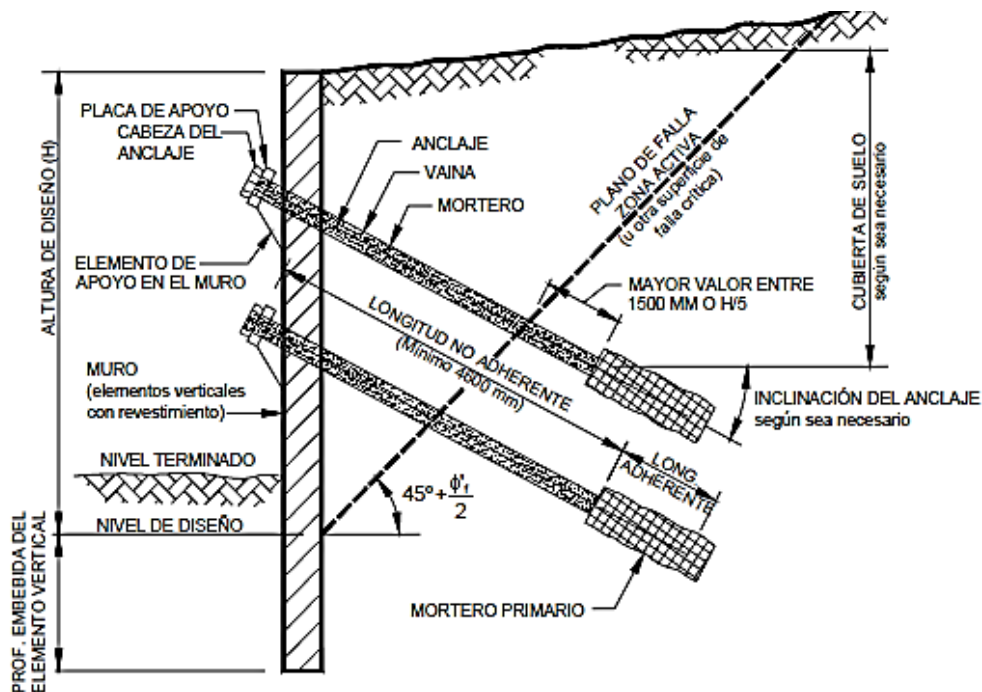 PLACA DE APOYO
CABEZA DEL
ANCLAJE
ANCLAJE
VAINA
MORTERO
ALTURA DE DISEÑO (H)
ELEMENTO DE
APOYO EN EL MURO
PLANO DE FALLA
ZONA ACTIVA
(u otra superficie de
falla crítica)
CUBIERTA DE SUELO
según sea necesario
MAYOR VALOR ENTRE
1500 MM O H/5
LONGITUD NO ADHERENTE
(Mínimo 4600 mm)
MURO
(elementos verticales
con revestimiento)
INCLINACIÓN DEL ANCLAJE
según sea necesario
NIVEL TERMINADO
LONG
ADHERENTE
45°+ϕ'f/2
NIVEL DE DISEÑO
MORTERO PRIMARIO
PROF. EMBEBIDA DEL
ELEMENTO VERTICAL